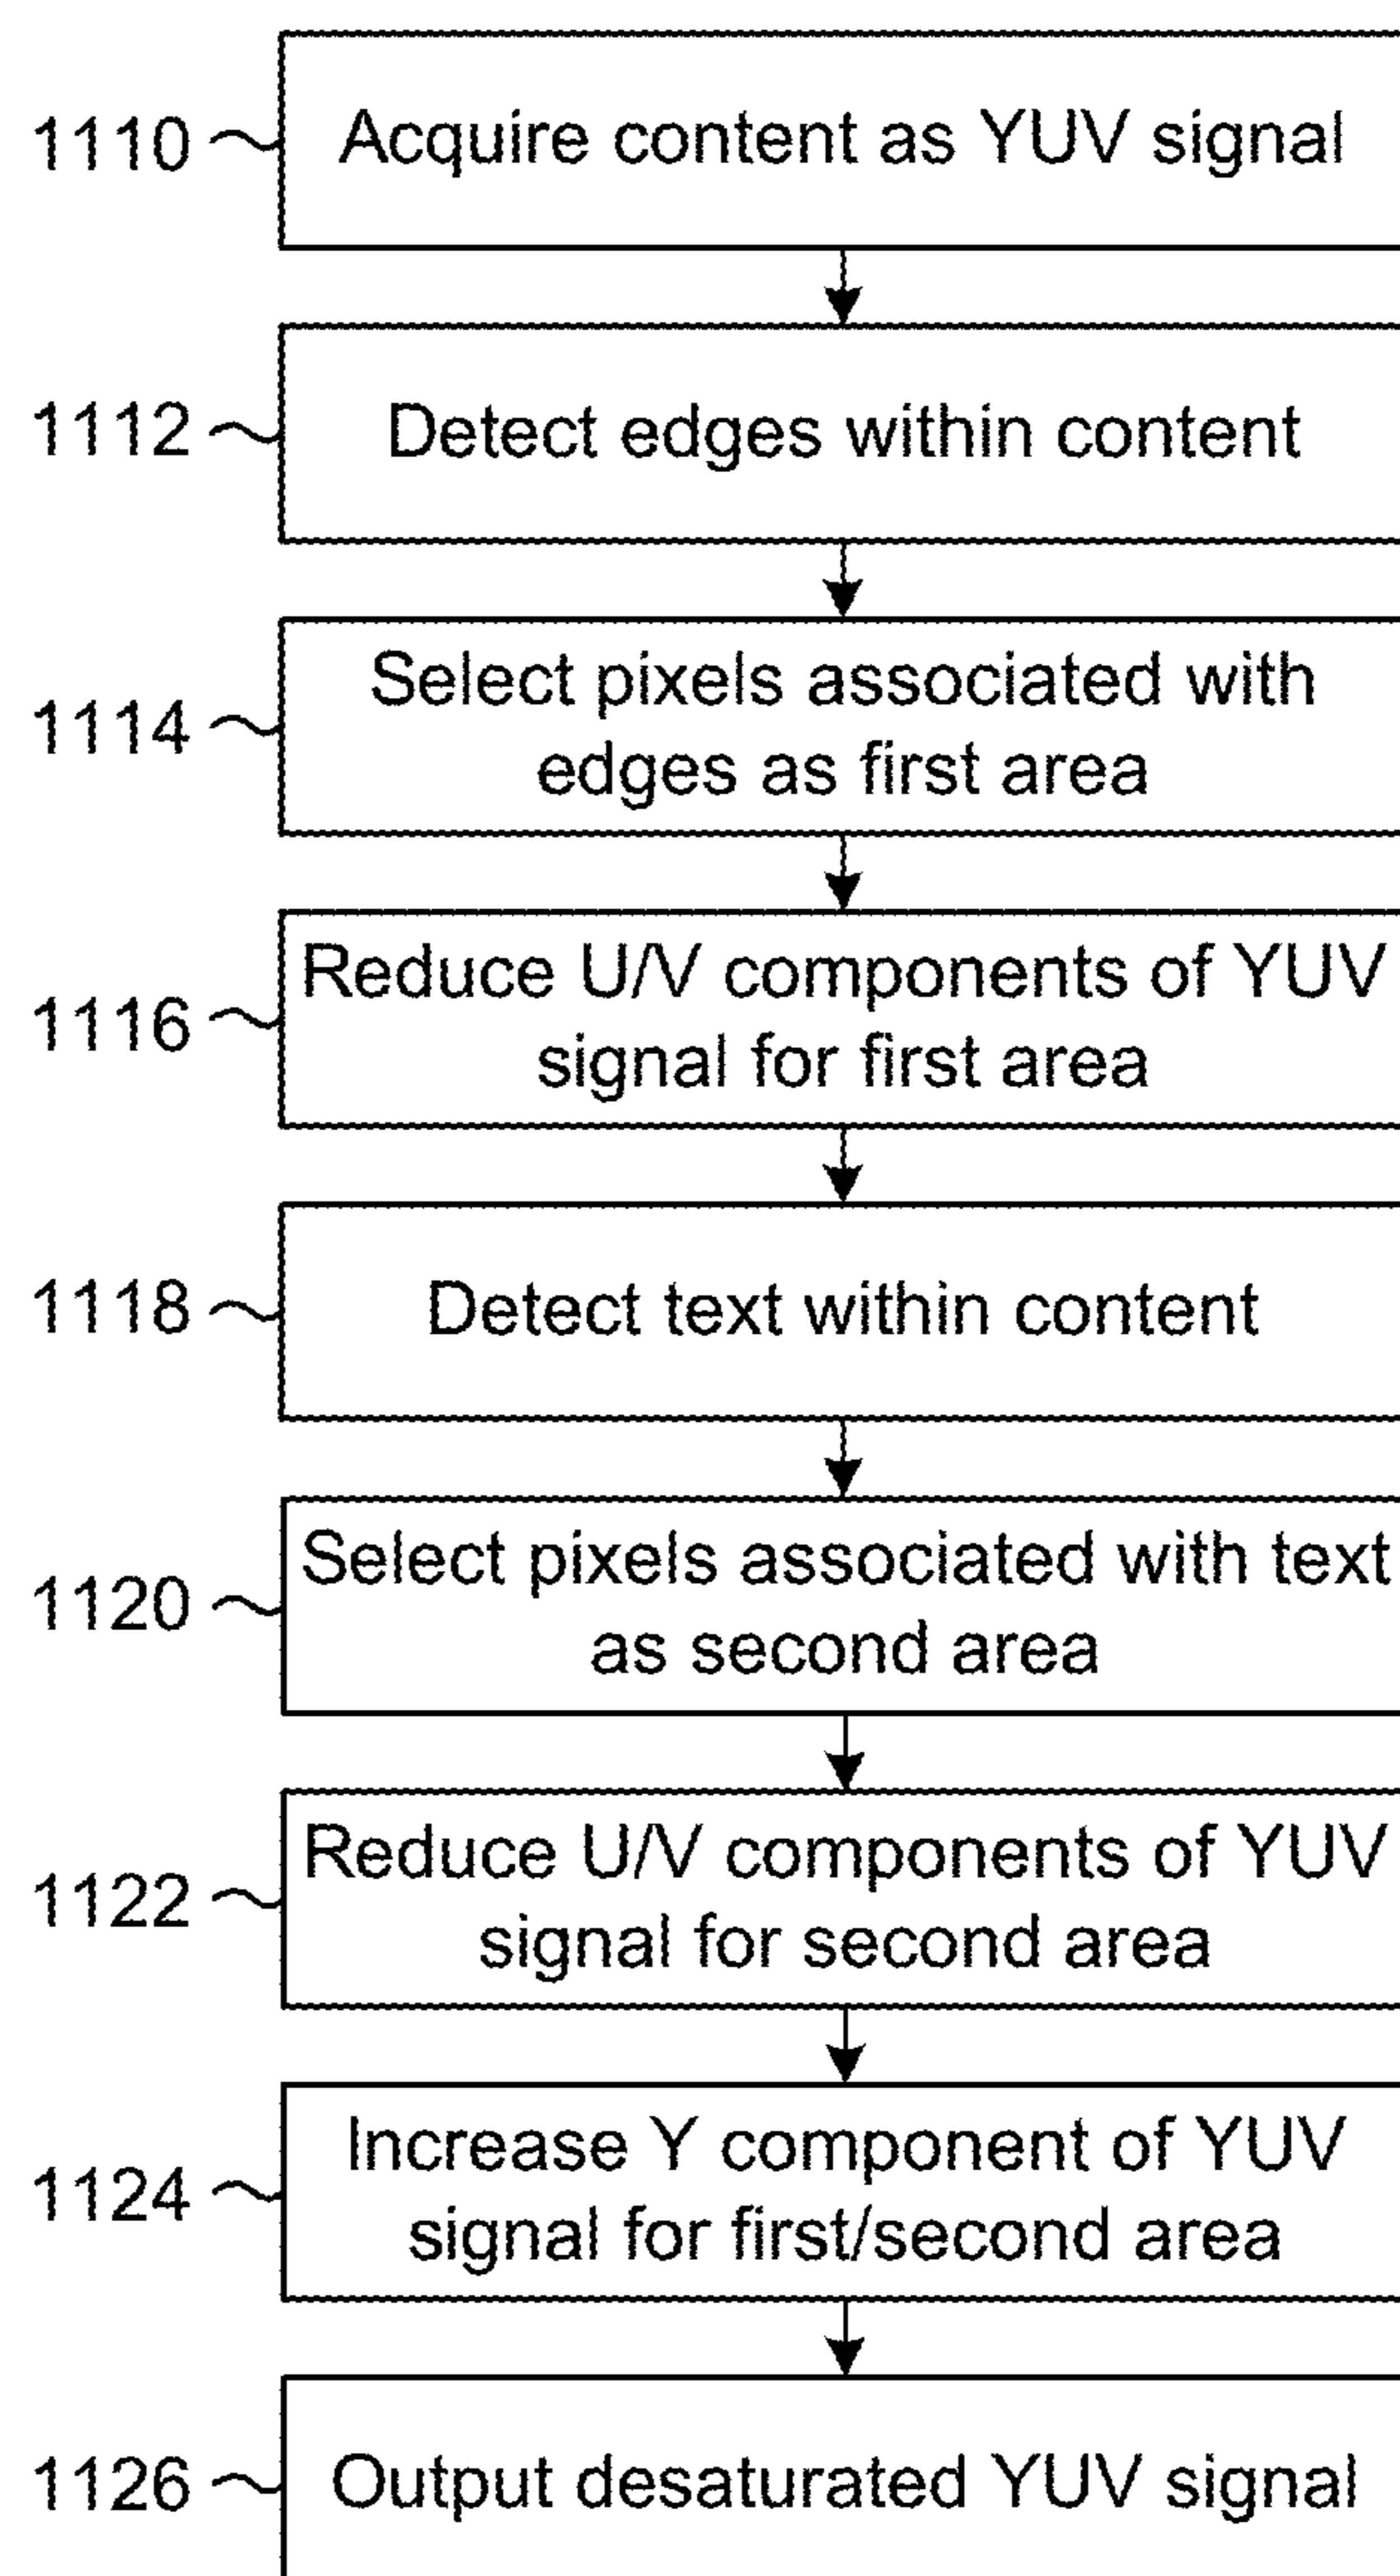 1110 Acquire content as YUV signal
1112 Detect edges within content
Select pixels associated with
1114
edges as first area
Reduce U/V components of YUV
1116
signal for first area
1118 Detect text within content
Select pixels associated with text
1120
as second area
Reduce U/V components of YUV
1122
signal for second area
Increase Y component of YUV
1124
signal for first/second area
1126 Output desaturated YUV signal